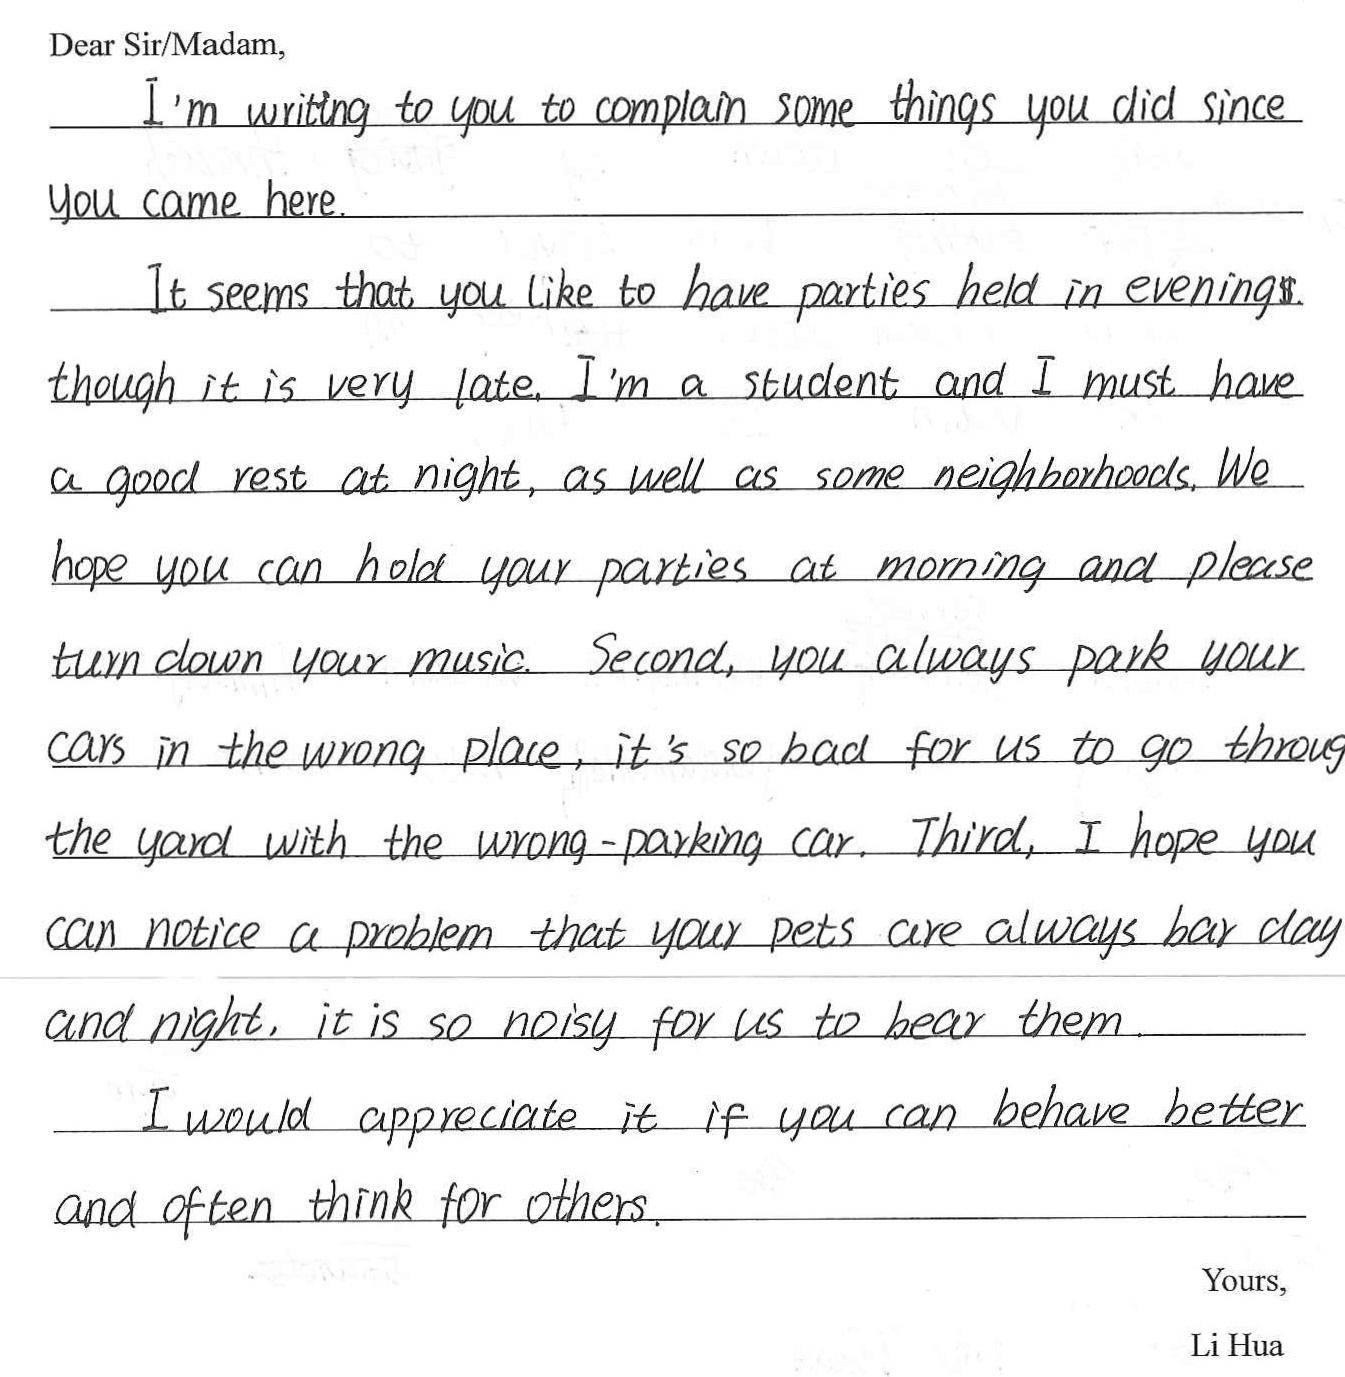 Dear Sir/Madam,
I'm writing to you to complain some things you did since
you came here.
It seems that you like to have parties held in evenings.
though it is very late. I'm a student and I must have
a good rest at night, as well as some neighborhoods. We
hope you can hold your parties at morning and please
turn down your music. Second, you always park your
cars in the wrong place, it's so bad for us to go throug
the yard with the wrong-parking car. Third, I hope you
can notice a problem that your pets are always bar day
and night. it is so noisy for us to bear them.
I would appreciate it if you can behave better
and often think for others.
Yours,
Li Hua